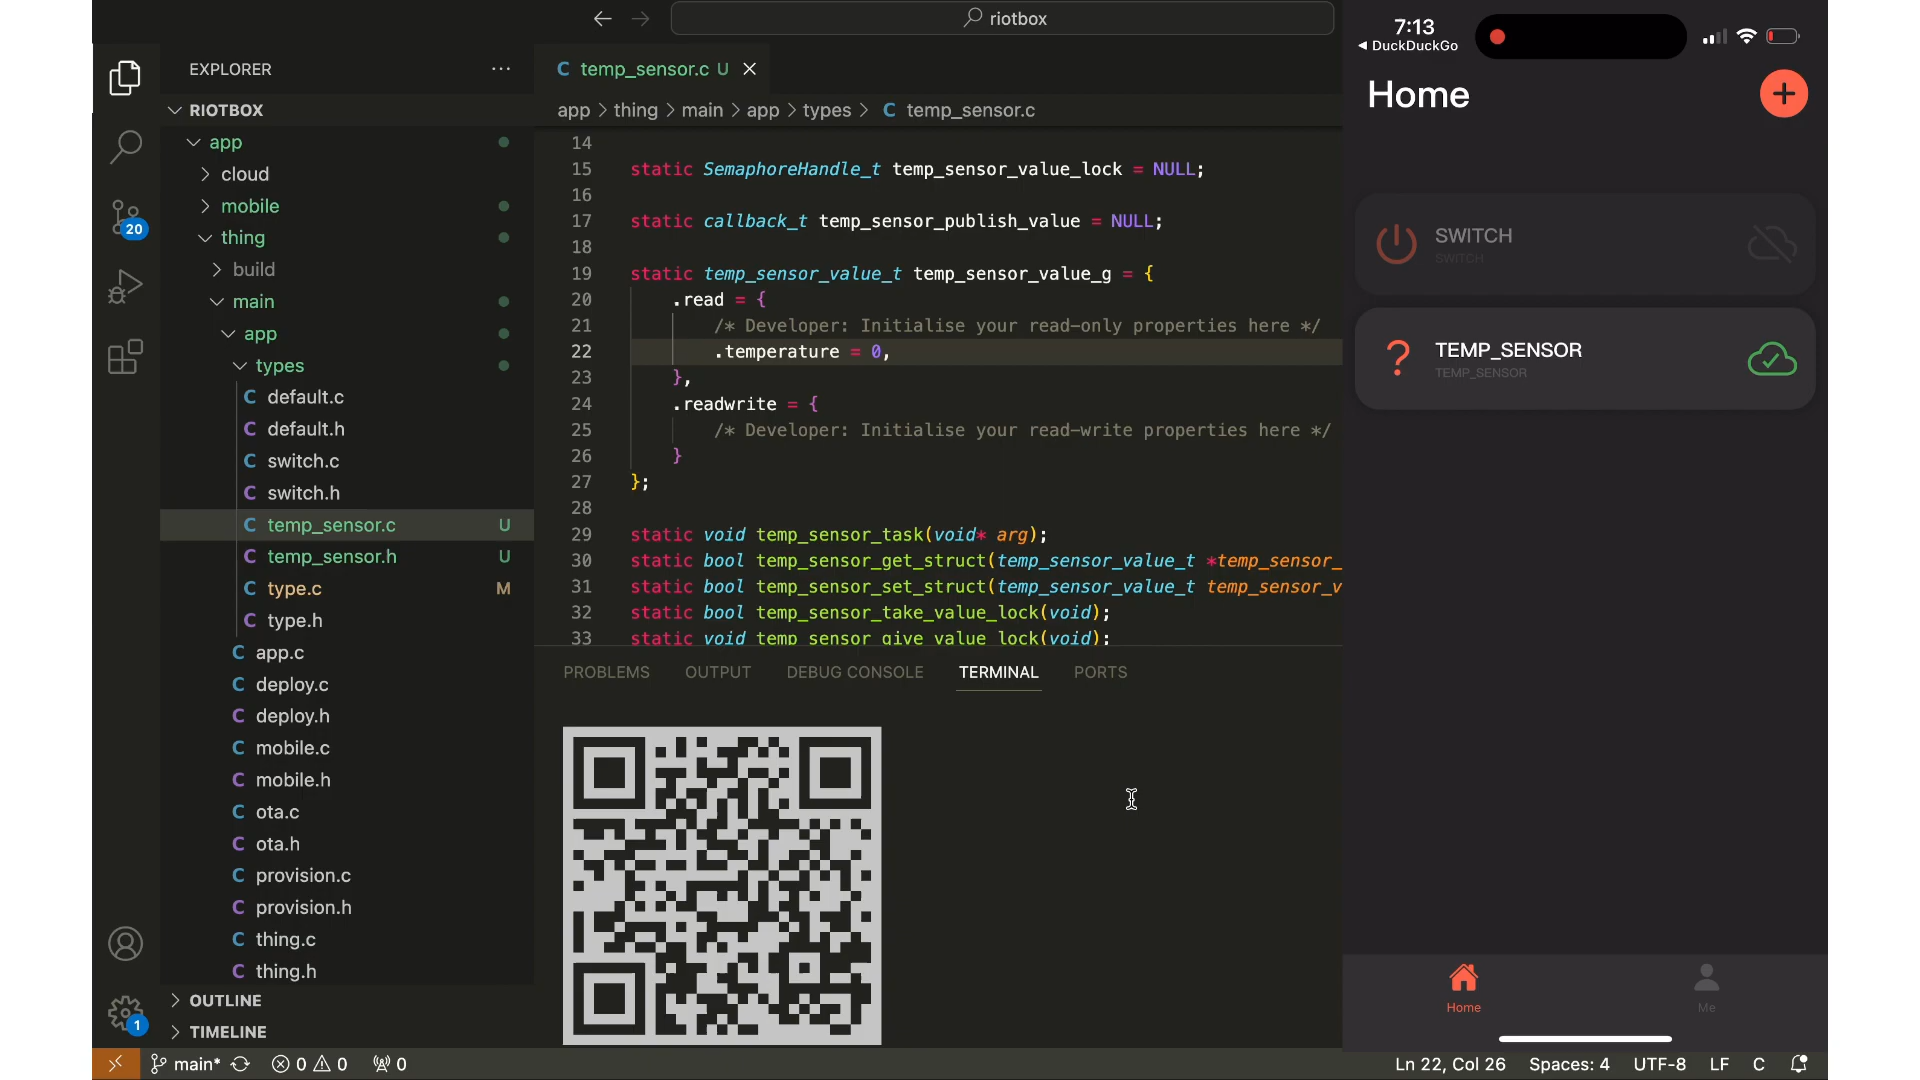 riotbox
EXPLORER
RIOTBOX
app
cloud
mobile
thing
build
main
app
types
default.c
default.h
switch.c
switch.h
temp_sensor.c U
temp_sensor.h U
type.c M
type.h
app.c
deploy.c
deploy.h
mobile.c
mobile.h
ota.c
ota.h
provision.c
provision.h
thing.c
thing.h
OUTLINE
TIMELINE
20
1
C temp_sensor.c U
app > thing > main > app > types > C temp_sensor.c
14
15 static SemaphoreHandle_t temp_sensor_value_lock = NULL;
16
17 static callback_t temp_sensor_publish_value = NULL;
18
19 static temp_sensor_value_t temp_sensor_value_g = {
20 .read = {
21 /* Developer: Initialise your read-only properties here */
22 .temperature = 0,
23 },
24 .readwrite = {
25 /* Developer: Initialise your read-write properties here */
26 }
27 };
28
29 static void temp_sensor_task(void* arg);
30 static bool temp_sensor_get_struct(temp_sensor_value_t *temp_sensor_
31 static bool temp_sensor_set_struct(temp_sensor_value_t temp_sensor_v
32 static bool temp_sensor_take_value_lock(void);
33 static void temp_sensor_give_value_lock(void);
PROBLEMS OUTPUT DEBUG CONSOLE TERMINAL PORTS
main* 0 0 0
Ln 22, Col 26 Spaces: 4 UTF-8 LF C
7:13
DuckDuckGo
Home
SWITCH
SWITCH
TEMP_SENSOR
TEMP_SENSOR
Home
Me